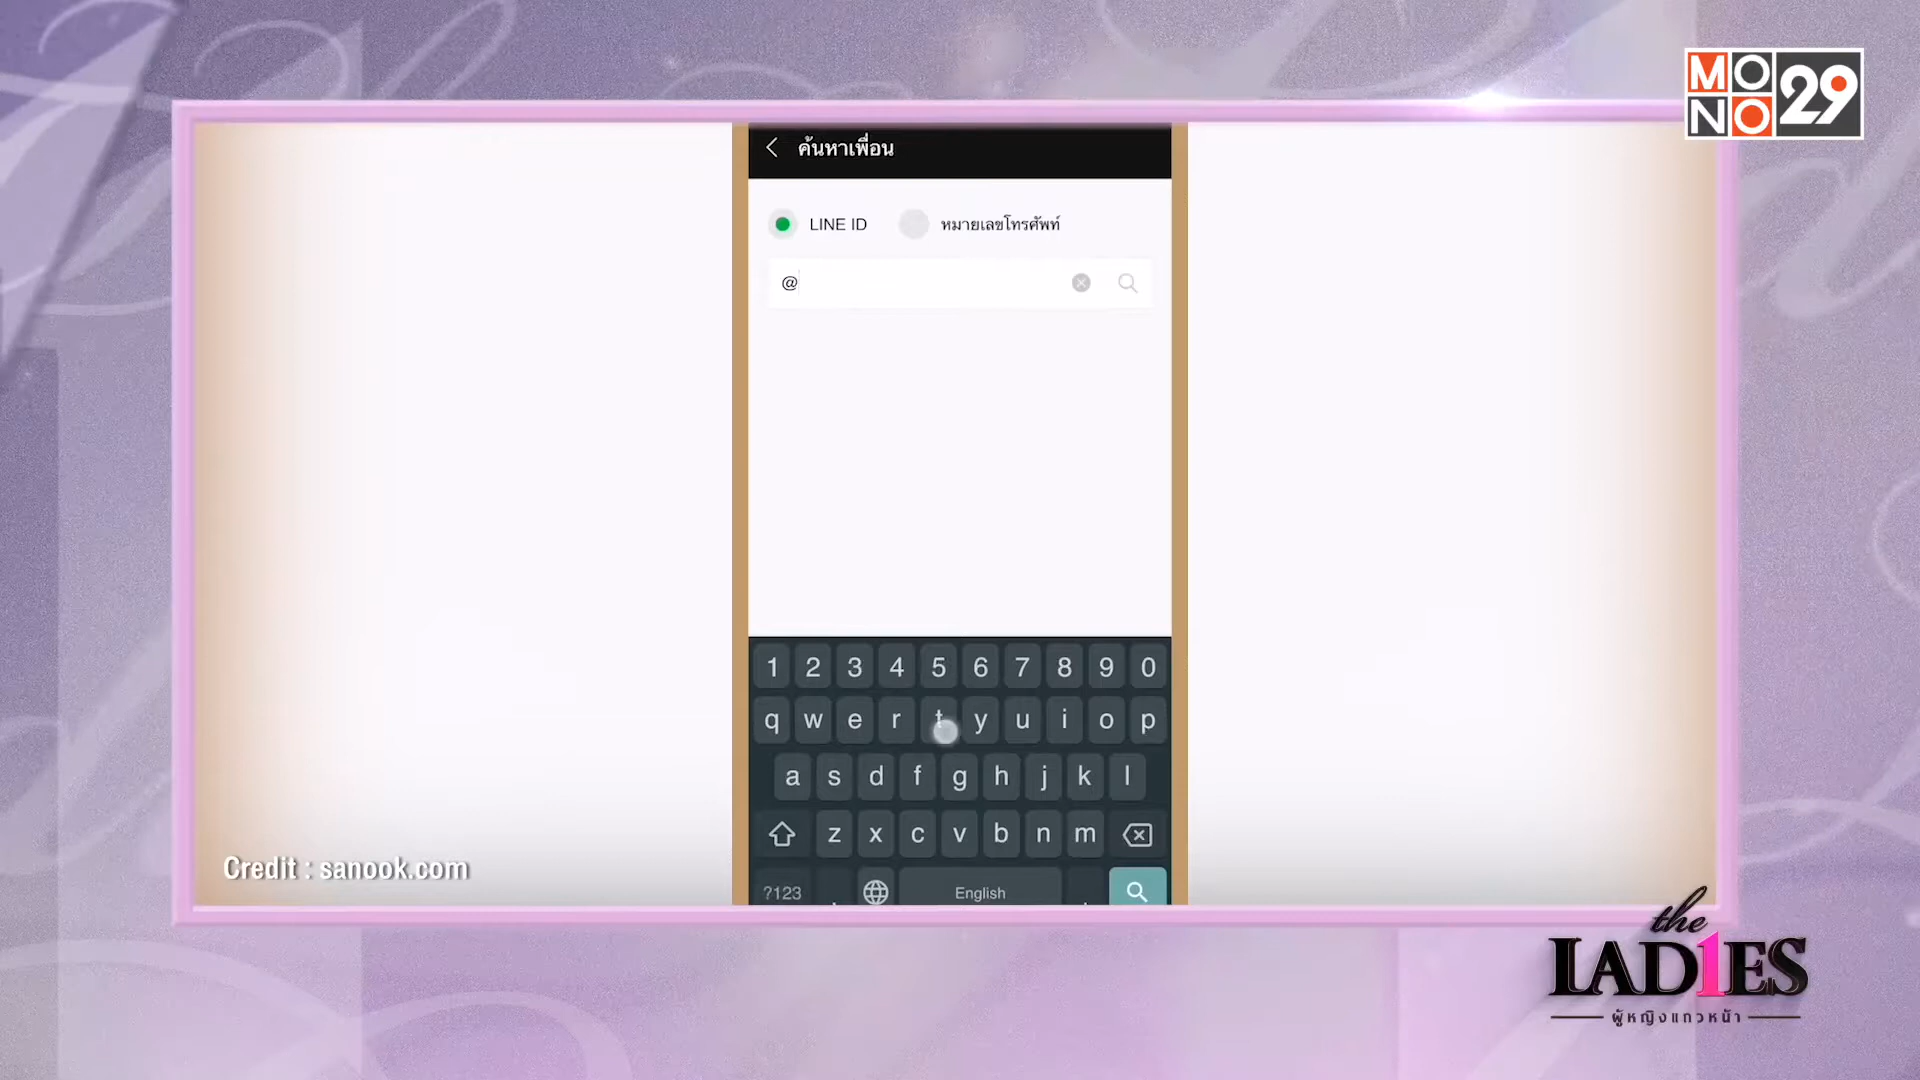 MONO 29
ค้นหาเพื่อน
LINE ID
หมายเลขโทรศัพท์
@
1 2 3 4 5 6 7 8 9 0
q w e r t y u i o p
a s d f g h j k l
z x c v b n m
?123 , English .
Credit : sanook.com
the
LADIES
ผู้หญิงแถวหน้า